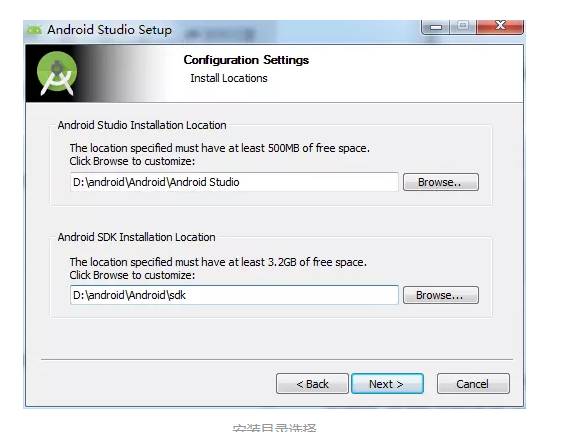 Android Studio Setup
Configuration Settings
Install Locations
Android Studio Installation Location
The location specified must have at least 500MB of free space.
Click Browse to customize:
D:\android\Android\Android Studio
Browse..
Android SDK Installation Location
The location specified must have at least 3.2GB of free space.
Click Browse to customize:
D:\android\Android\sdk
Browse...
< Back
Next >
Cancel
安装目录选择